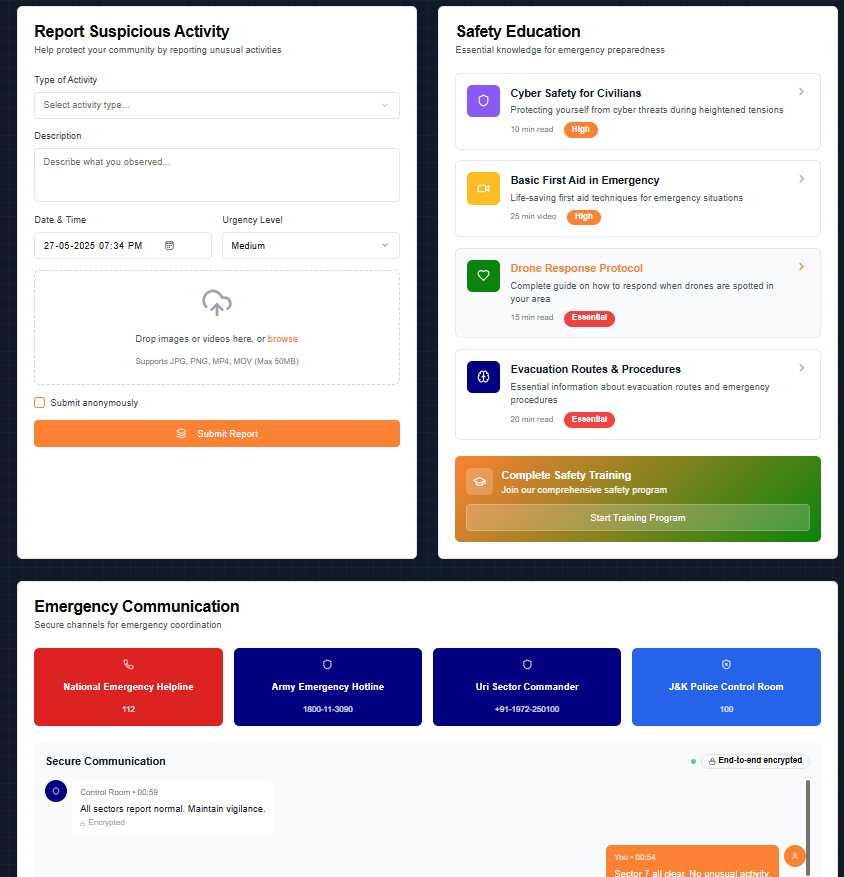 Report Suspicious Activity
Help protect your community by reporting unusual activities
Type of Activity
Select activity type...
Description
Describe what you observed...
Date & Time
Urgency Level
27-05-2025 07:34 PM
Medium
Drop images or videos here, or browse
Supports JPG, PNG, MP4, MOV (Max 50MB)
Submit anonymously
Submit Report
Safety Education
Essential knowledge for emergency preparedness
Cyber Safety for Civilians
Protecting yourself from cyber threats during heightened tensions
10 min read High
Basic First Aid in Emergency
Life-saving first aid techniques for emergency situations
25 min video High
Drone Response Protocol
Complete guide on how to respond when drones are spotted in
your area
15 min read Essential
Evacuation Routes & Procedures
Essential information about evacuation routes and emergency
procedures
20 min read Essential
Complete Safety Training
Join our comprehensive safety program
Start Training Program
Emergency Communication
Secure channels for emergency coordination
National Emergency Helpline
112
Army Emergency Hotline
1800-11-3090
Uri Sector Commander
+91-1972-250100
J&K Police Control Room
100
Secure Communication
End-to-end encrypted
Control Room • 00:59
All sectors report normal. Maintain vigilance.
Encrypted
You • 00:54
Sector 7 all clear. No unusual activity.